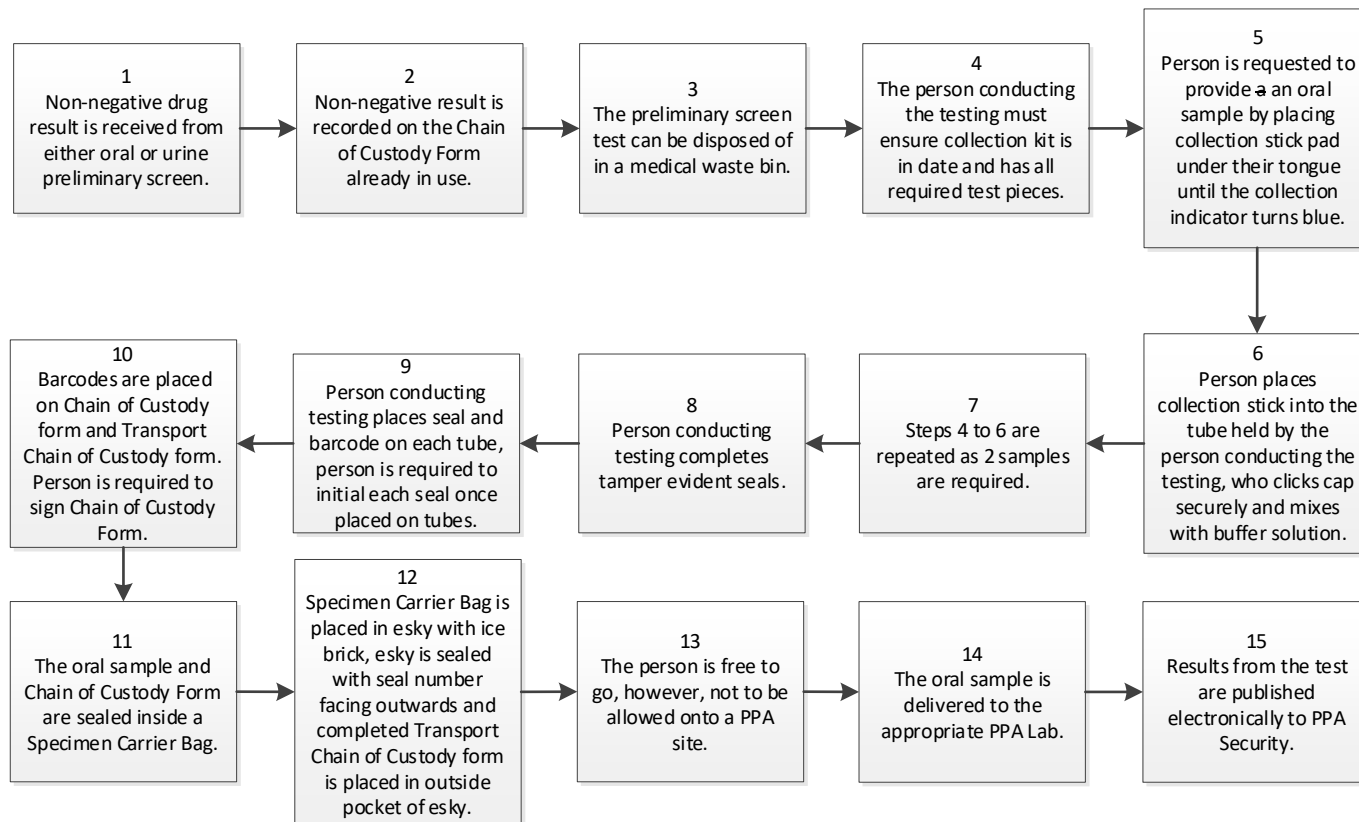 1
Non-negative drug
result is received from
either oral or urine
preliminary screen.
2
Non-negative result is
recorded on the Chain
of Custody Form
already in use.
3
The preliminary screen
test can be disposed of
in a medical waste bin.
4
The person conducting
the testing must
ensure collection kit is
in date and has all
required test pieces.
5
Person is requested to
provide a an oral
sample by placing
collection stick pad
under their tongue
until the collection
indicator turns blue.
6
Person places
collection stick into the
tube held by the
person conducting the
testing, who clicks cap
securely and mixes
with buffer solution.
7
Steps 4 to 6 are
repeated as 2 samples
are required.
8
Person conducting
testing completes
tamper evident seals.
9
Person conducting
testing places seal and
barcode on each tube,
person is required to
initial each seal once
placed on tubes.
10
Barcodes are placed
on Chain of Custody
form and Transport
Chain of Custody form.
Person is required to
sign Chain of Custody
Form.
11
The oral sample and
Chain of Custody Form
are sealed inside a
Specimen Carrier Bag.
12
Specimen Carrier Bag is
placed in esky with ice
brick, esky is sealed
with seal number
facing outwards and
completed Transport
Chain of Custody form
is placed in outside
pocket of esky.
13
The person is free to
go, however, not to be
allowed onto a PPA
site.
14
The oral sample is
delivered to the
appropriate PPA Lab.
15
Results from the test
are published
electronically to PPA
Security.